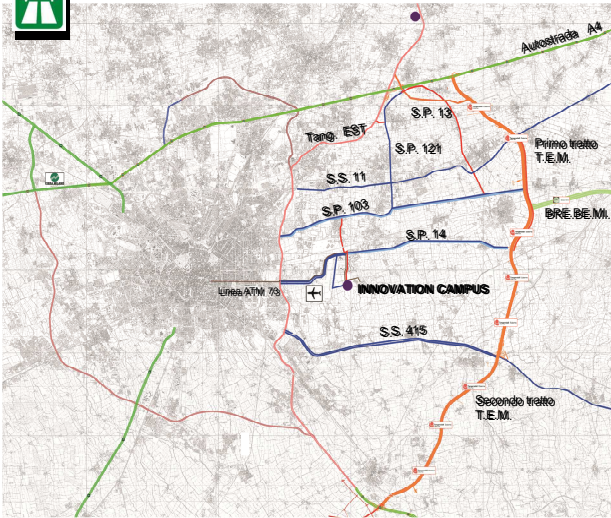 Autostrada A4
S.P. 13
Tang. EST
S.P. 121
Primo tratto
T.E.M.
S.S. 11
S.P. 103
BRE.BE.MI.
S.P. 14
Linea ATM 73
INNOVATION CAMPUS
S.S. 415
Secondo tratto
T.E.M.